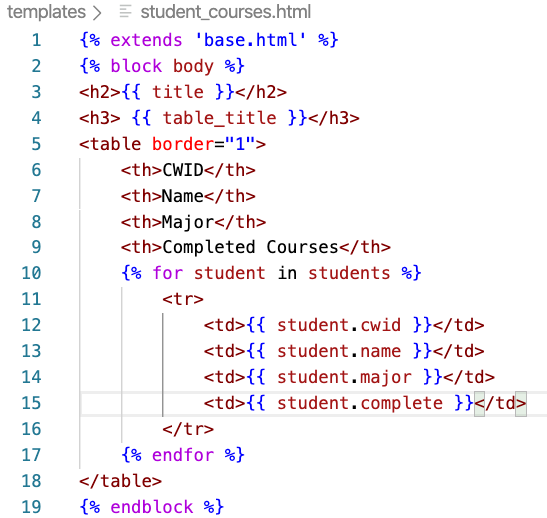 templates > student_courses.html
1 {% extends 'base.html' %}
2 {% block body %}
3 <h2>{{ title }}</h2>
4 <h3> {{ table_title }}</h3>
5 <table border="1">
6     <th>CWID</th>
7     <th>Name</th>
8     <th>Major</th>
9     <th>Completed Courses</th>
10     {% for student in students %}
11         <tr>
12             <td>{{ student.cwid }}</td>
13             <td>{{ student.name }}</td>
14             <td>{{ student.major }}</td>
15             <td>{{ student.complete }}</td>
16         </tr>
17     {% endfor %}
18 </table>
19 {% endblock %}